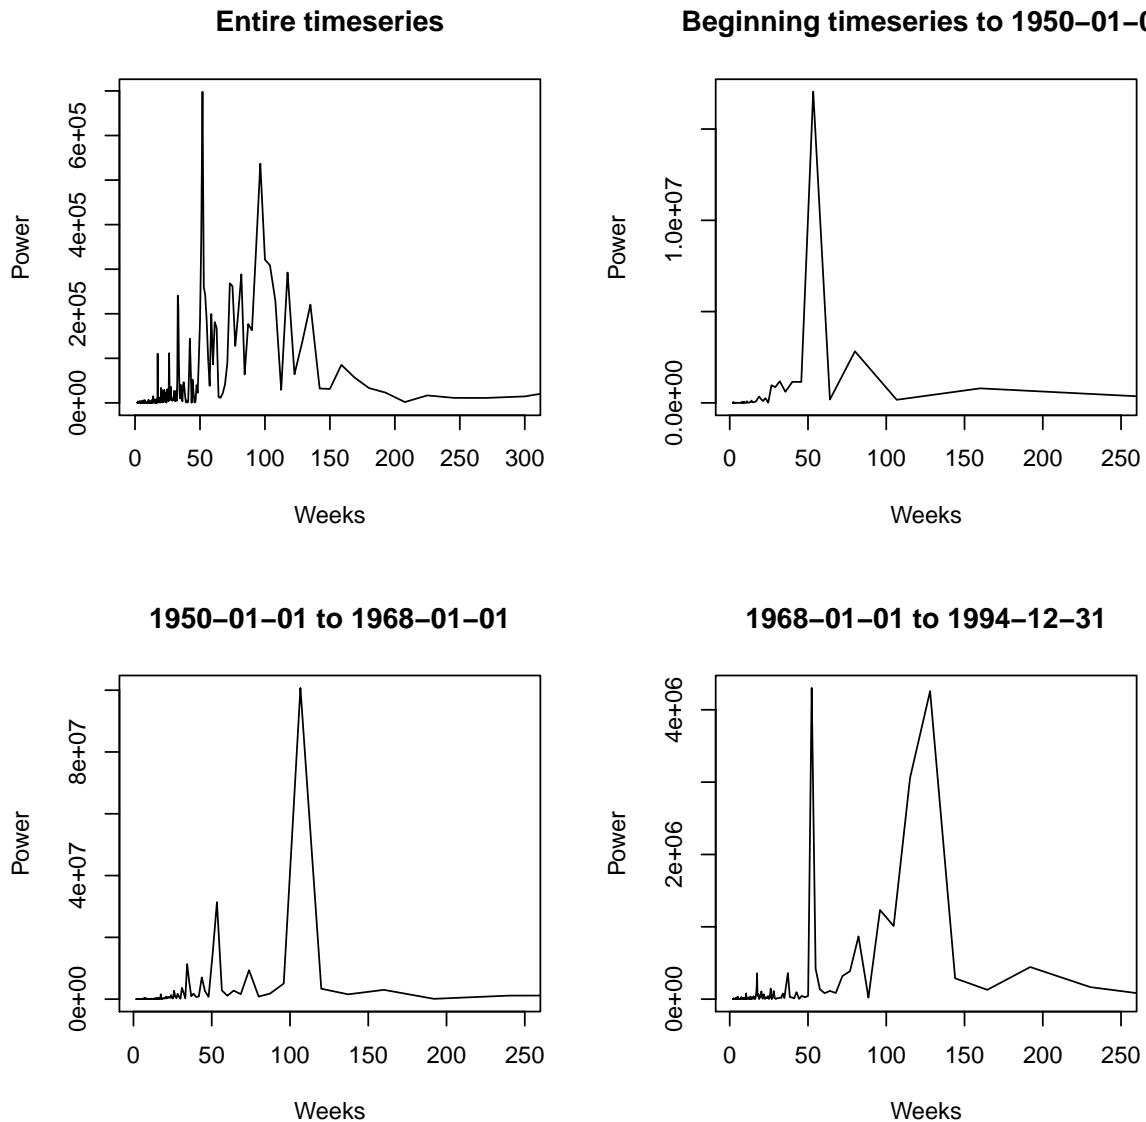 Entire timeseries
Power
0e+00 2e+05 4e+05 6e+05
0 50 100 150 200 250 300
Weeks
Beginning timeseries to 1950−01−0
Power
0.0e+00 1.0e+07
0 50 100 150 200 250
Weeks
1950−01−01 to 1968−01−01
Power
0e+00 4e+07 8e+07
0 50 100 150 200 250
Weeks
1968−01−01 to 1994−12−31
Power
0e+00 2e+06 4e+06
0 50 100 150 200 250
Weeks